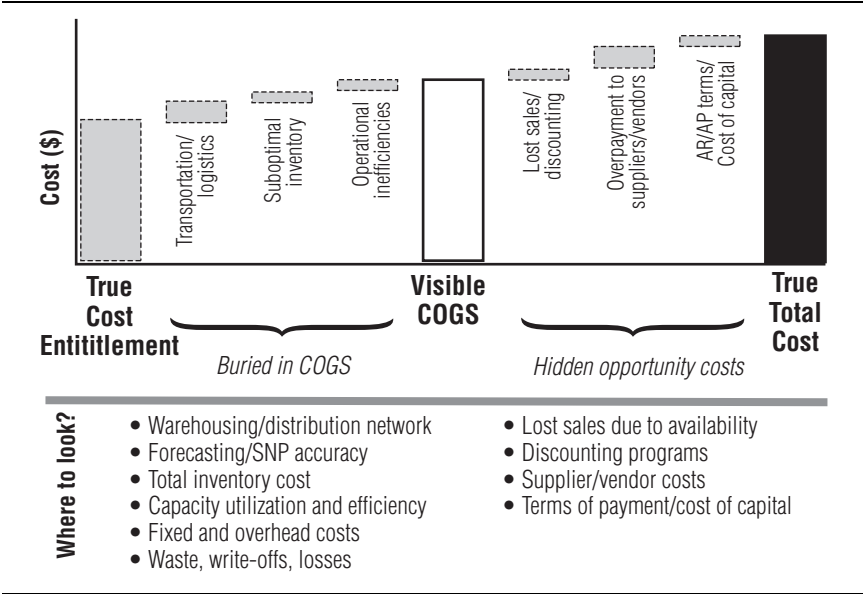 Cost ($)
Transportation/
logistics
Suboptimal
inventory
Operational
inefficiencies
Lost sales/
discounting
Overpayment to
suppliers/vendors
AR/AP terms/
Cost of capital
True
Cost
Entititlement
Visible
COGS
True
Total
Cost
Buried in COGS
Hidden opportunity costs
Where to look?
• Warehousing/distribution network
• Forecasting/SNP accuracy
• Total inventory cost
• Capacity utilization and efficiency
• Fixed and overhead costs
• Waste, write-offs, losses
• Lost sales due to availability
• Discounting programs
• Supplier/vendor costs
• Terms of payment/cost of capital